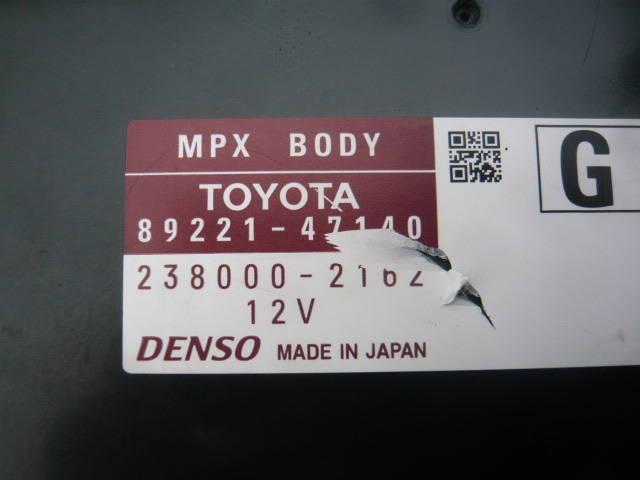 MPX BODY
TOYOTA
89221-47140
238000-2162
12V
DENSO MADE IN JAPAN
G